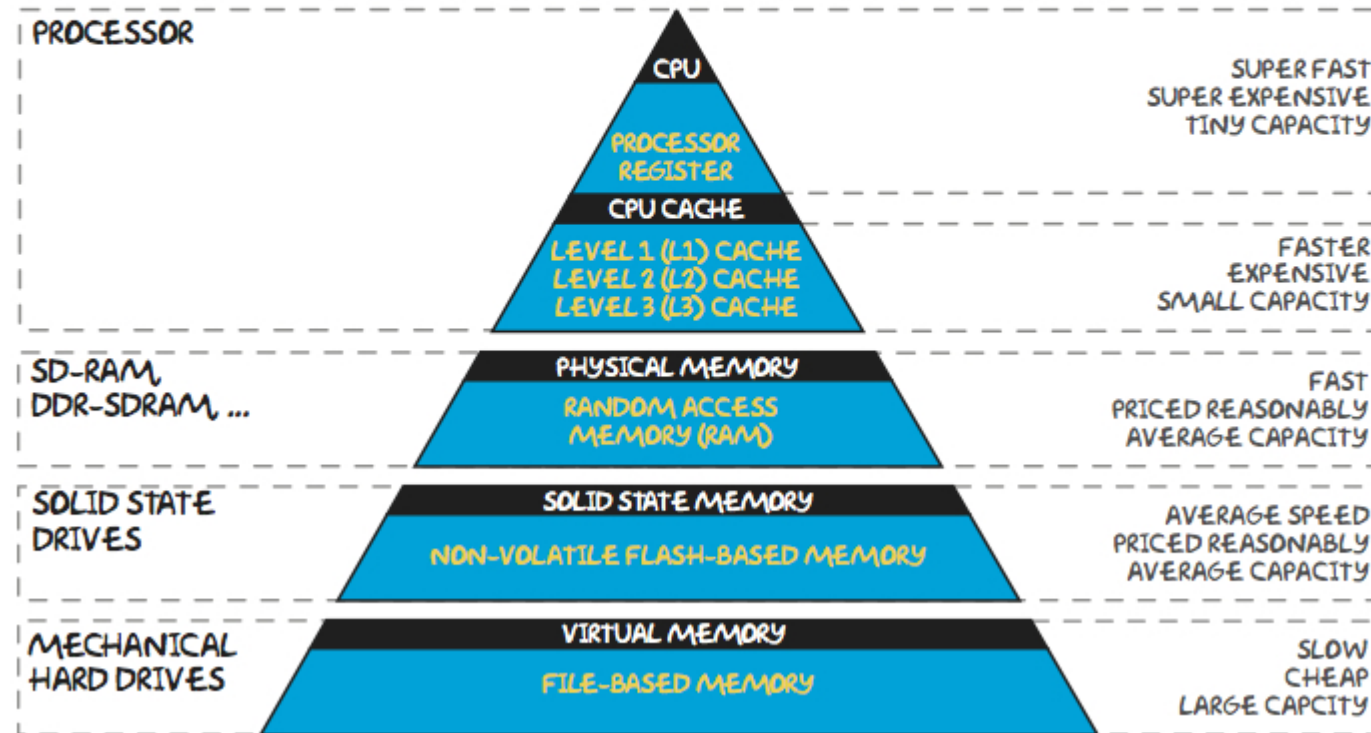 PROCESSOR
CPU
PROCESSOR
REGISTER
SUPER FAST
SUPER EXPENSIVE
TINY CAPACITY
CPU CACHE
LEVEL 1 (L1) CACHE
LEVEL 2 (L2) CACHE
LEVEL 3 (L3) CACHE
FASTER
EXPENSIVE
SMALL CAPACITY
SD-RAM,
DDR-SDRAM, ...
PHYSICAL MEMORY
RANDOM ACCESS
MEMORY (RAM)
FAST
PRICED REASONABLY
AVERAGE CAPACITY
SOLID STATE
DRIVES
SOLID STATE MEMORY
NON-VOLATILE FLASH-BASED MEMORY
AVERAGE SPEED
PRICED REASONABLY
AVERAGE CAPACITY
MECHANICAL
HARD DRIVES
VIRTUAL MEMORY
FILE-BASED MEMORY
SLOW
CHEAP
LARGE CAPCITY